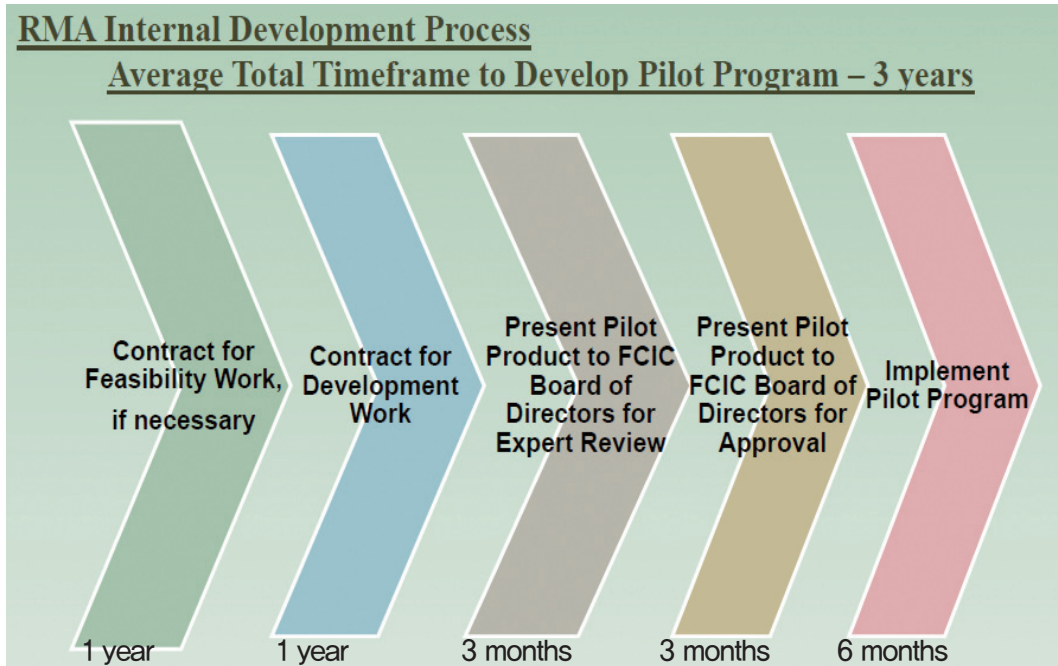 RMA Internal Development Process
Average Total Timeframe to Develop Pilot Program – 3 years
Contract for
Feasibility Work,
if necessary
Contract for
Development
Work
Present Pilot
Product to FCIC
Board of
Directors for
Expert Review
Present Pilot
Product to
FCIC Board of
Directors for
Approval
Implement
Pilot Program
1 year
1 year
3 months
3 months
6 months